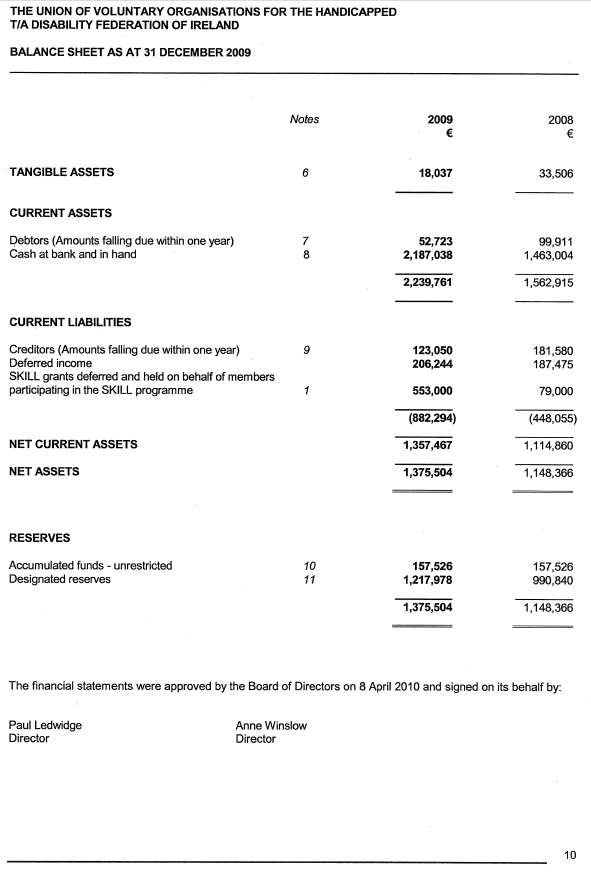 THE UNION OF VOLUNTARY ORGANISATIONS FOR THE HANDICAPPED
T/A DISABILITY FEDERATION OF IRELAND
BALANCE SHEET AS AT 31 DECEMBER 2009
Notes 2009 2008
€ €
TANGIBLE ASSETS 6 18,037 33,506
CURRENT ASSETS
Debtors (Amounts falling due within one year) 7 52,723 99,911
Cash at bank and in hand 8 2,187,038 1,463,004
2,239,761 1,562,915
CURRENT LIABILITIES
Creditors (Amounts falling due within one year) 9 123,050 181,580
Deferred income 206,244 187,475
SKILL grants deferred and held on behalf of members
participating in the SKILL programme 1 553,000 79,000
(882,294) (448,055)
NET CURRENT ASSETS 1,357,467 1,114,860
NET ASSETS 1,375,504 1,148,366
RESERVES
Accumulated funds - unrestricted 10 157,526 157,526
Designated reserves 11 1,217,978 990,840
1,375,504 1,148,366
The financial statements were approved by the Board of Directors on 8 April 2010 and signed on its behalf by:
Paul Ledwidge Anne Winslow
Director Director
10